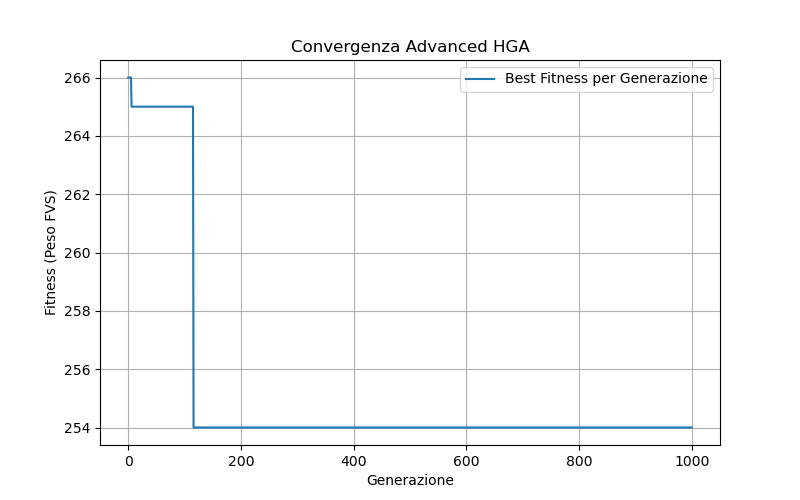 Convergenza Advanced HGA
Best Fitness per Generazione
266
264
262
260
258
256
254
Fitness (Peso FVS)
0 200 400 600 800 1000
Generazione